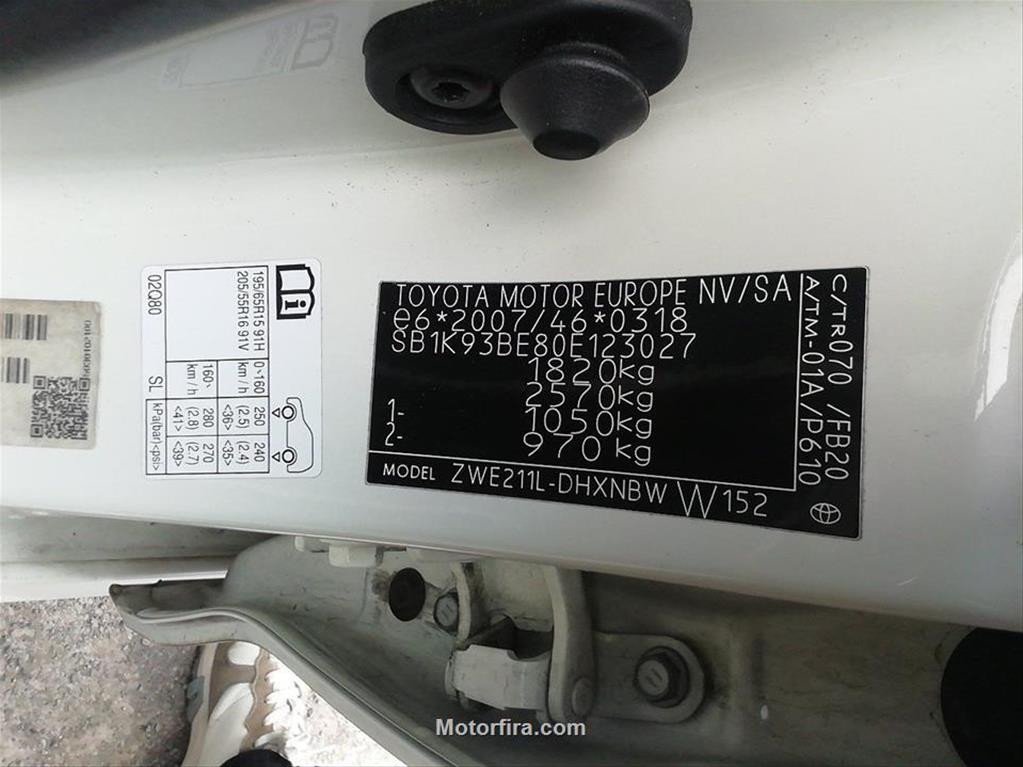 TOYOTA MOTOR EUROPE NV/SA
e6*2007/46*0318
SB1K93BE80E123027
1820kg
2570kg
1- 1050kg
2- 970kg
MODEL ZWE211L-DHXNBW W152
C/TR070 /FB20
A/TM-01A/P610
i
195/65R15 91H
205/55R16 91V
0~160 km/h
250 (2.5) <36>
240 (2.4) <35>
160~ km/h
280 (2.8) <41>
270 (2.7) <39>
kPa(bar)<psi>
02Q80
SL
Motorfira.com